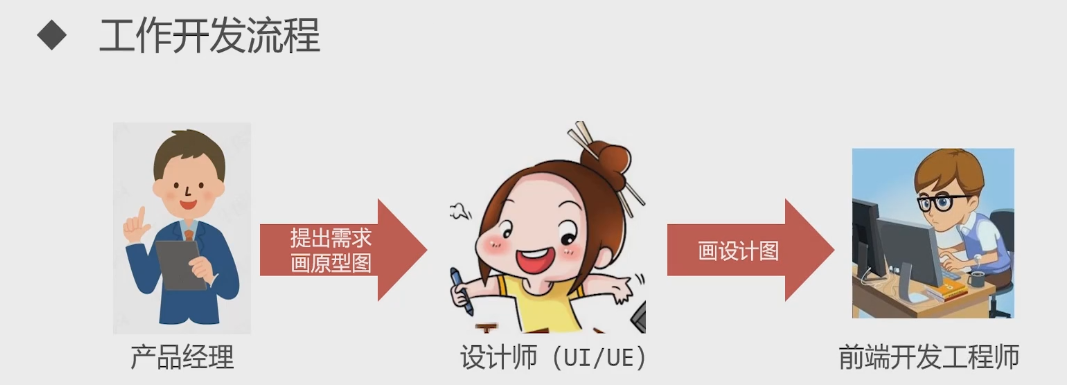 工作开发流程
提出需求
画原型图
画设计图
产品经理
设计师（UI/UE）
前端开发工程师